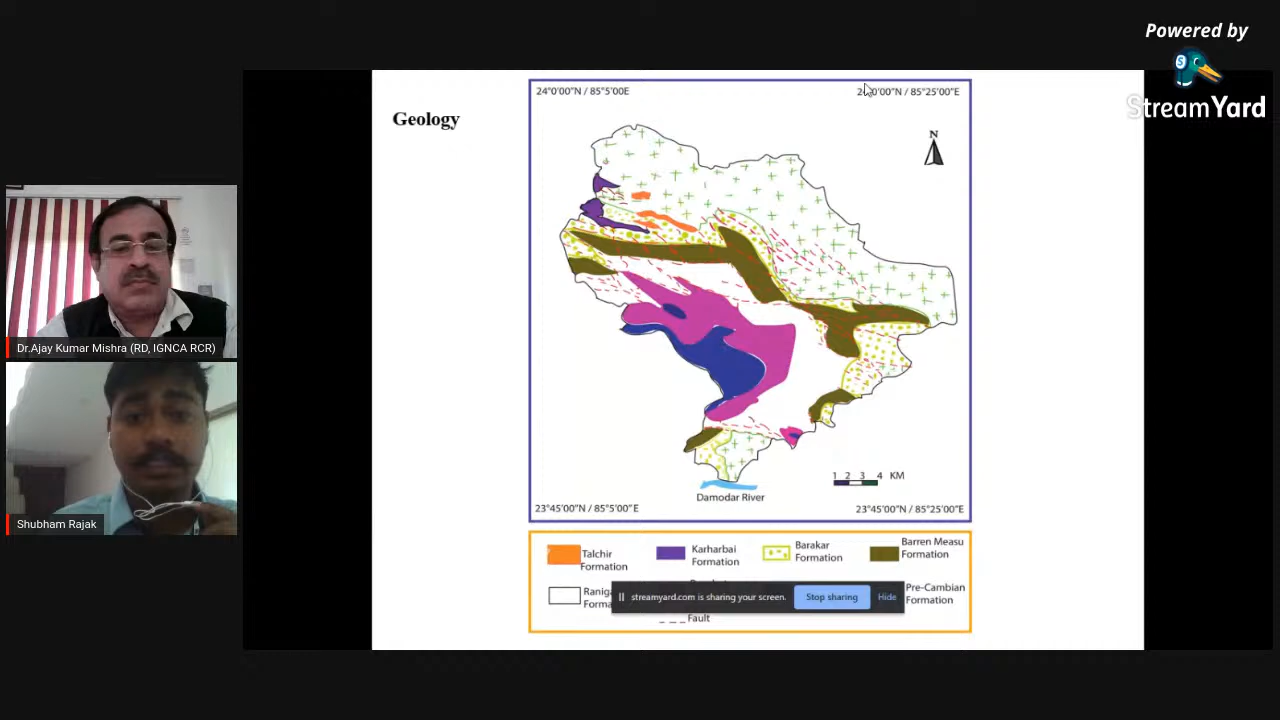 Powered by
StreamYard
Geology
24°0'00"N / 85°5'00E
0'00"N / 85°25'00"E
N
1 2 3 4 KM
Damodar River
23°45'00"N / 85°5'00"E
23°45'00"N / 85°25'00"E
Talchir
Formation
Karharbai
Formation
Barakar
Formation
Barren Measu
Formation
Raniga
Forma
Pre-Cambian
Formation
Fault
streamyard.com is sharing your screen.
Stop sharing
Hide
Dr.Ajay Kumar Mishra (RD, IGNCA RCR)
Shubham Rajak